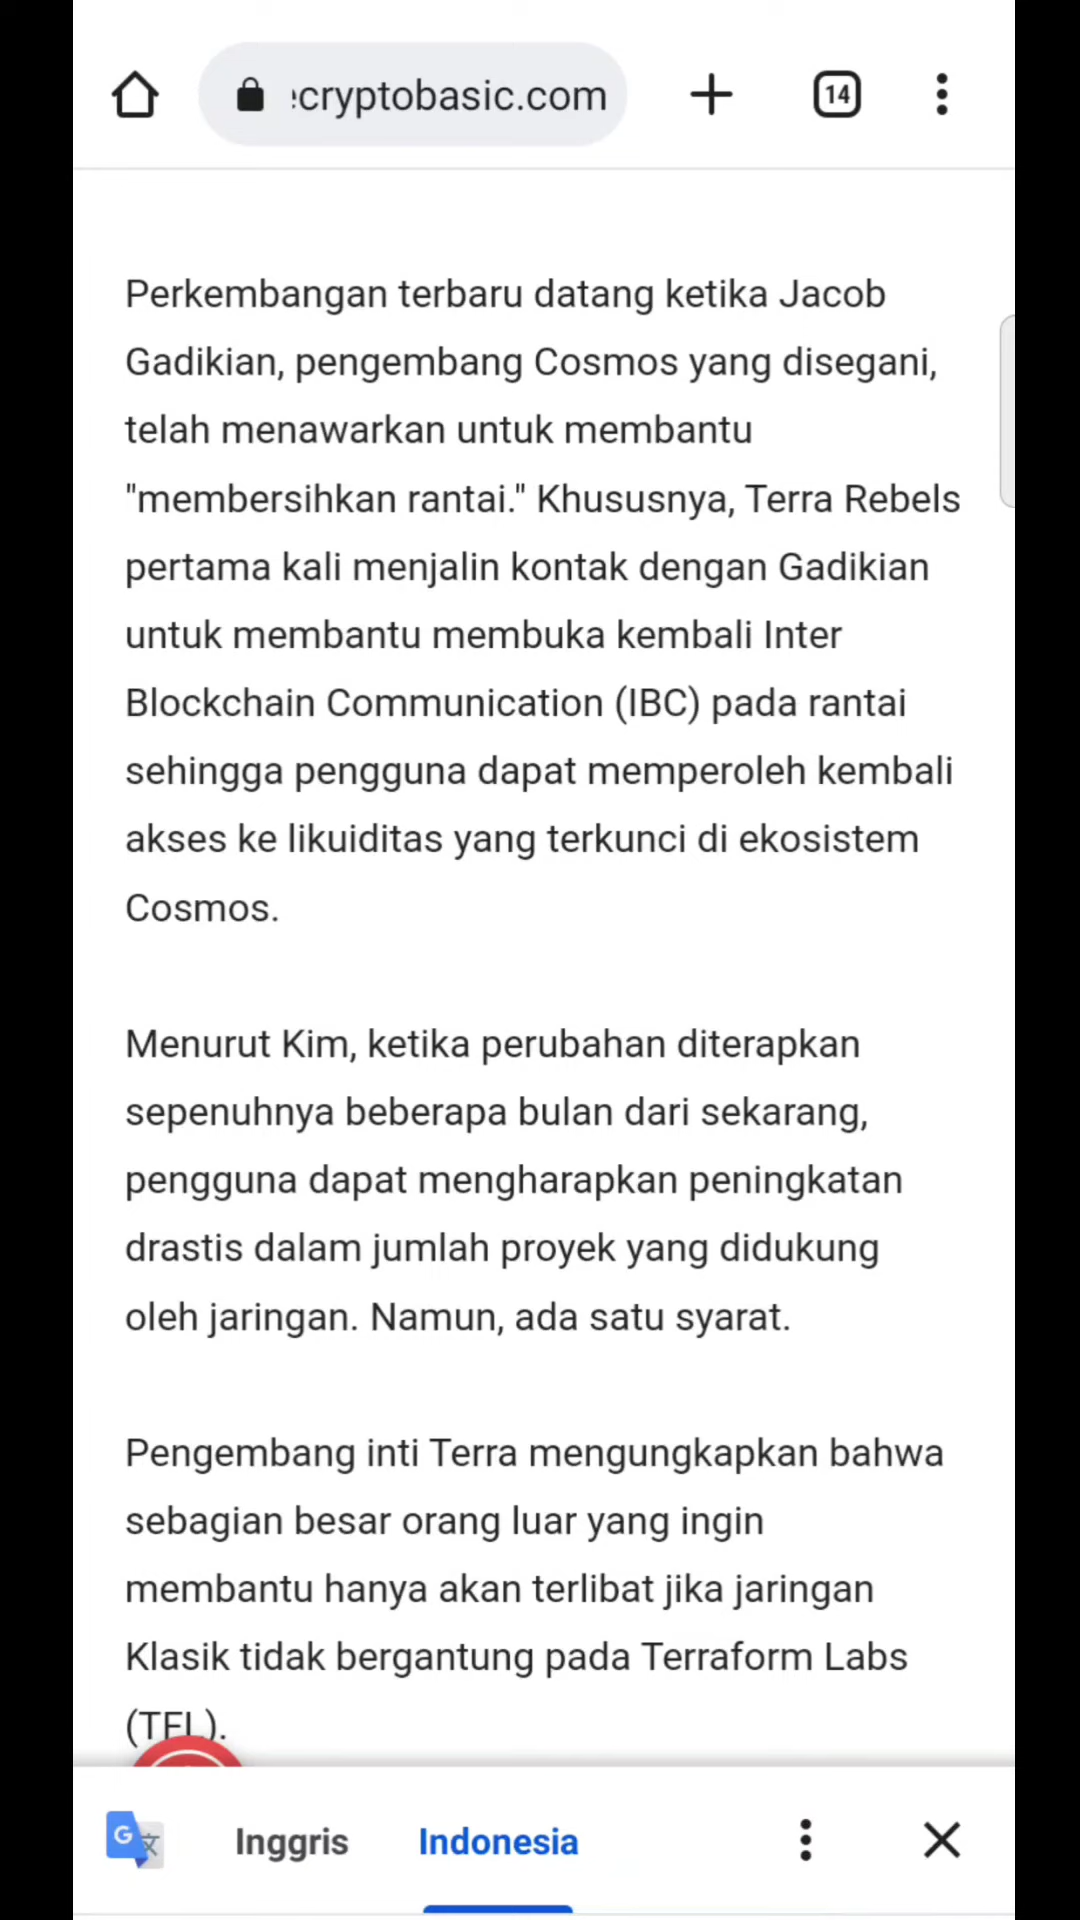 cryptobasic.com
14
Perkembangan terbaru datang ketika Jacob
Gadikian, pengembang Cosmos yang disegani,
telah menawarkan untuk membantu
"membersihkan rantai." Khususnya, Terra Rebels
pertama kali menjalin kontak dengan Gadikian
untuk membantu membuka kembali Inter
Blockchain Communication (IBC) pada rantai
sehingga pengguna dapat memperoleh kembali
akses ke likuiditas yang terkunci di ekosistem
Cosmos.
Menurut Kim, ketika perubahan diterapkan
sepenuhnya beberapa bulan dari sekarang,
pengguna dapat mengharapkan peningkatan
drastis dalam jumlah proyek yang didukung
oleh jaringan. Namun, ada satu syarat.
Pengembang inti Terra mengungkapkan bahwa
sebagian besar orang luar yang ingin
membantu hanya akan terlibat jika jaringan
Klasik tidak bergantung pada Terraform Labs
(TFL).
G 文
Inggris
Indonesia